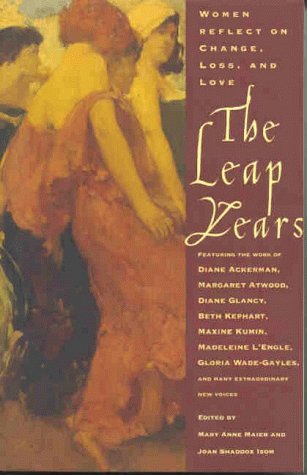 WOMEN
REFLECT ON
CHANGE,
LOSS, AND
LOVE
The
Leap
Years
FEATURING THE WORK OF
DIANE ACKERMAN,
MARGARET ATWOOD,
DIANE GLANCY,
BETH KEPHART,
MAXINE KUMIN,
MADELEINE L'ENGLE,
GLORIA WADE-GAYLES,
AND MANY EXTRAORDINARY
NEW VOICES
EDITED BY
MARY ANNE MAIER AND
JOAN SHADDOX ISOM